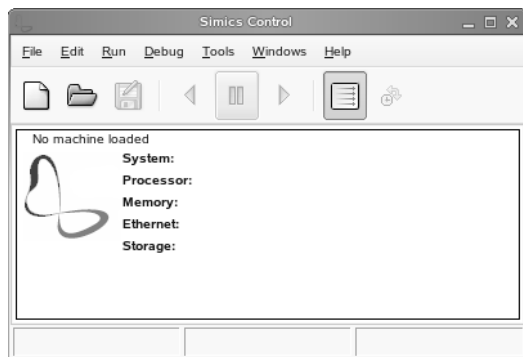 Simics Control
File Edit Run Debug Tools Windows Help
No machine loaded
System:
Processor:
Memory:
Ethernet:
Storage: